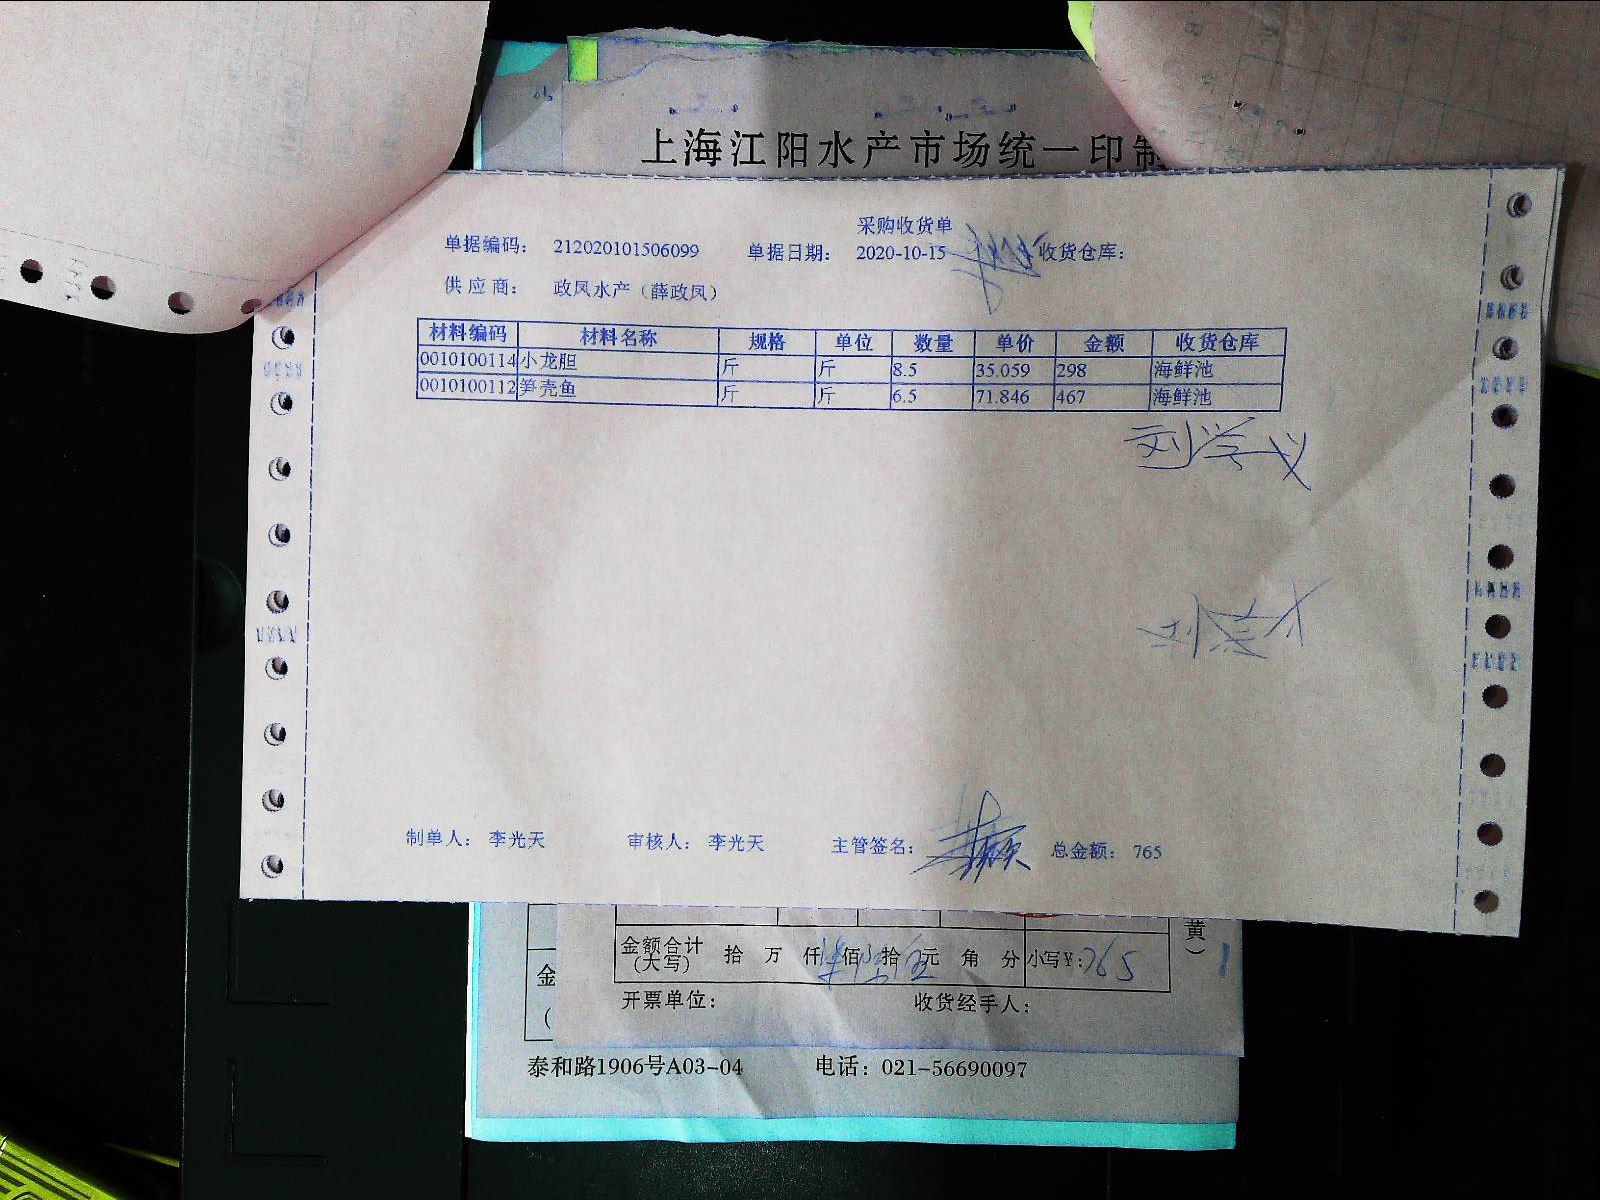 上海江阳水产市场统一印制
采购收货单
单据编码： 212020101506099 单据日期： 2020-10-15 收货仓库：
供应商： 政凤水产（薛政凤）
材料编码 材料名称 规格 单位 数量 单价 金额 收货仓库
0010100114 小龙胆 斤 斤 8.5 35.059 298 海鲜池
0010100112 笋壳鱼 斤 斤 6.5 71.846 467 海鲜池
刘学义
制单人： 李光天 审核人： 李光天 主管签名： 总金额： 765
黄）
金额合计 拾 万 仟 佰 拾 元 角 分 小写¥：765
（大写）
金
（
开票单位： 收货经手人：
泰和路1906号A03-04 电话：021-56690097